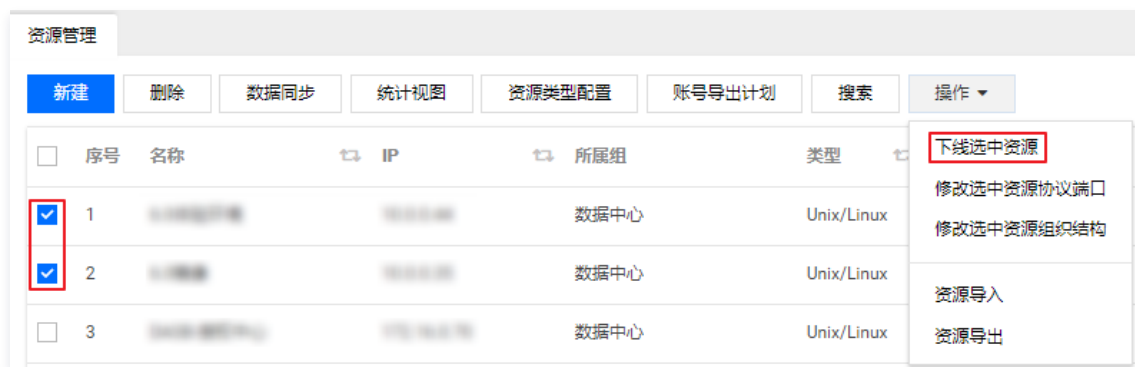 资源管理
新建 删除 数据同步 统计视图 资源类型配置 账号导出计划 搜索 操作
序号 名称 IP 所属组 类型
1 数据中心 Unix/Linux
2 数据中心 Unix/Linux
3 数据中心 Unix/Linux
下线选中资源
修改选中资源协议端口
修改选中资源组织结构
资源导入
资源导出